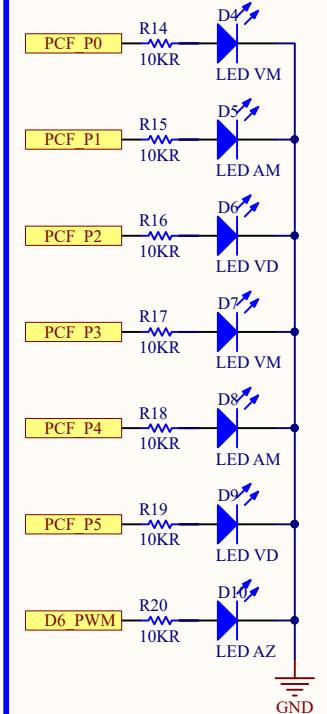 R14 D4
PCF_P0
10KR LED VM
R15 D5
PCF_P1
10KR LED AM
R16 D6
PCF_P2
10KR LED VD
R17 D7
PCF_P3
10KR LED VM
R18 D8
PCF_P4
10KR LED AM
R19 D9
PCF_P5
10KR LED VD
R20 D10
D6_PWM
10KR LED AZ
GND